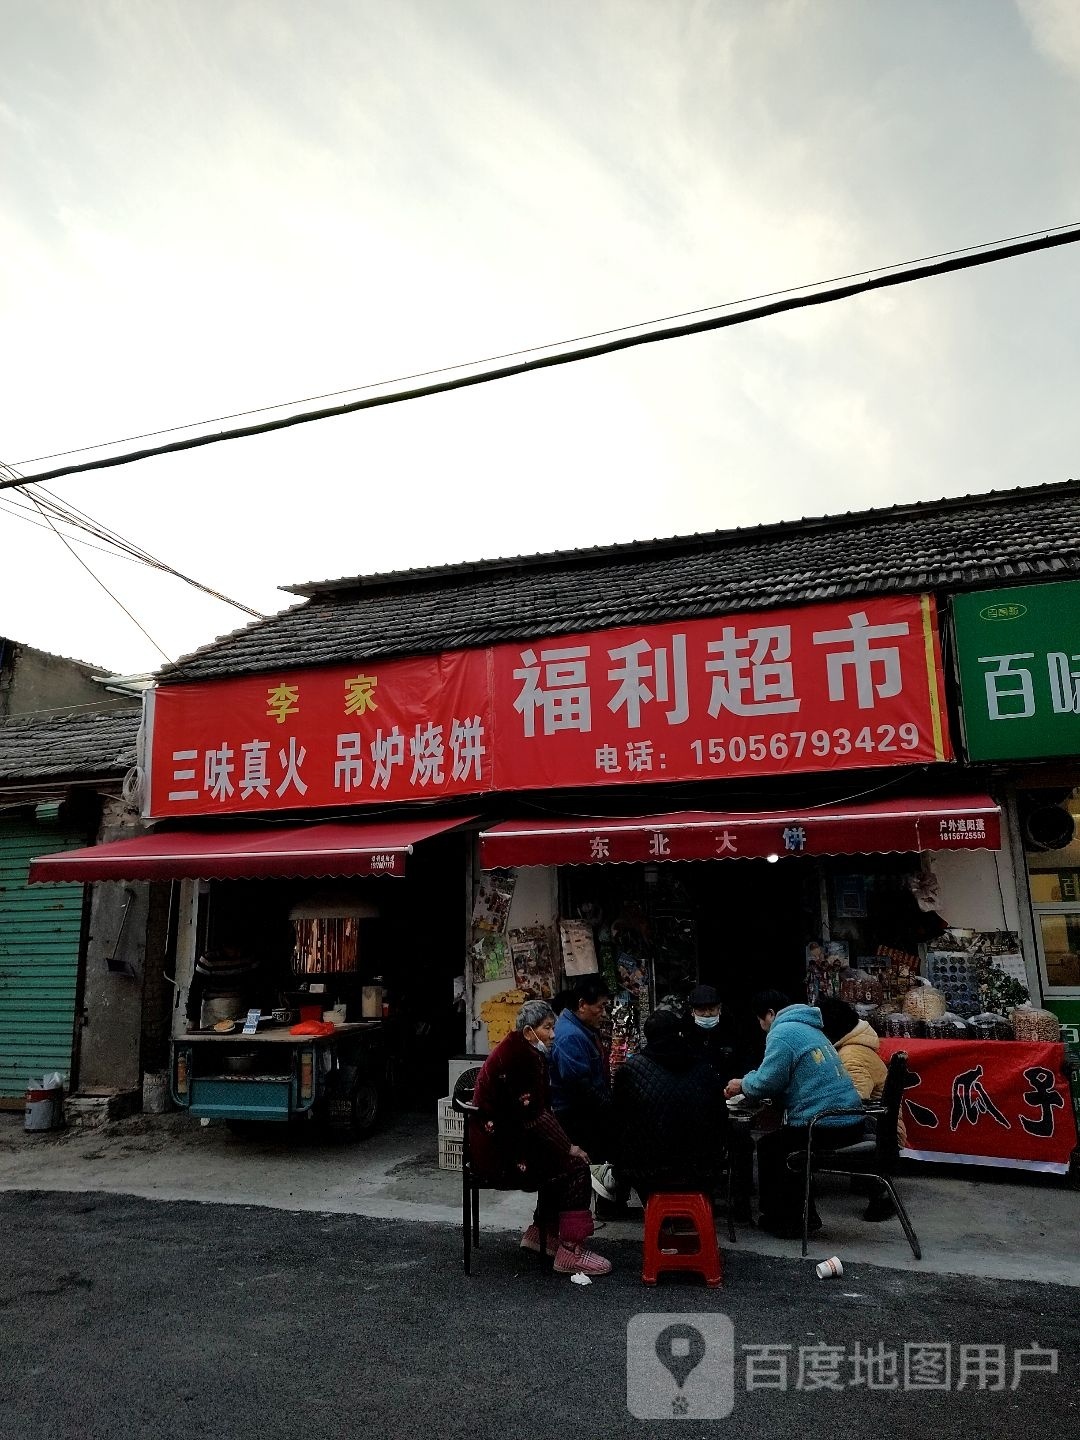 李家
三味真火 吊炉烧饼
福利超市
电话：15056793429
百味
东北大饼
户外遮阳蓬
18156725550
大瓜子
百度地图用户